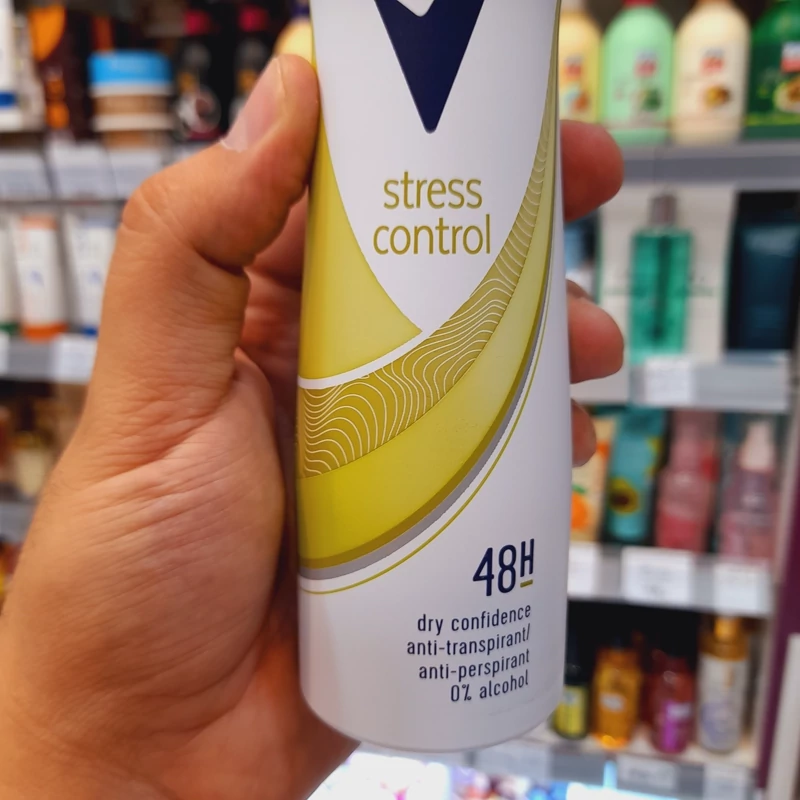 stress
control
48H
dry confidence
anti-transpirant/
anti-perspirant
0% alcohol